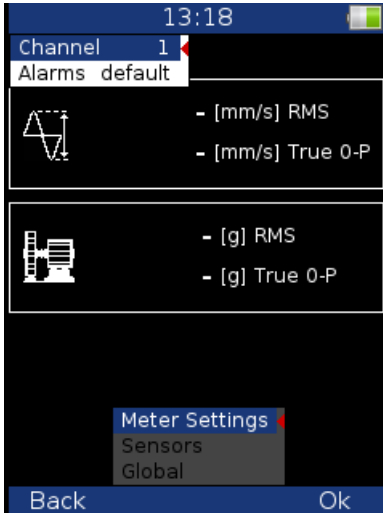 13:18
Channel 1
Alarms default
- [mm/s] RMS
- [mm/s] True 0-P
- [g] RMS
- [g] True 0-P
Meter Settings
Sensors
Global
Back Ok